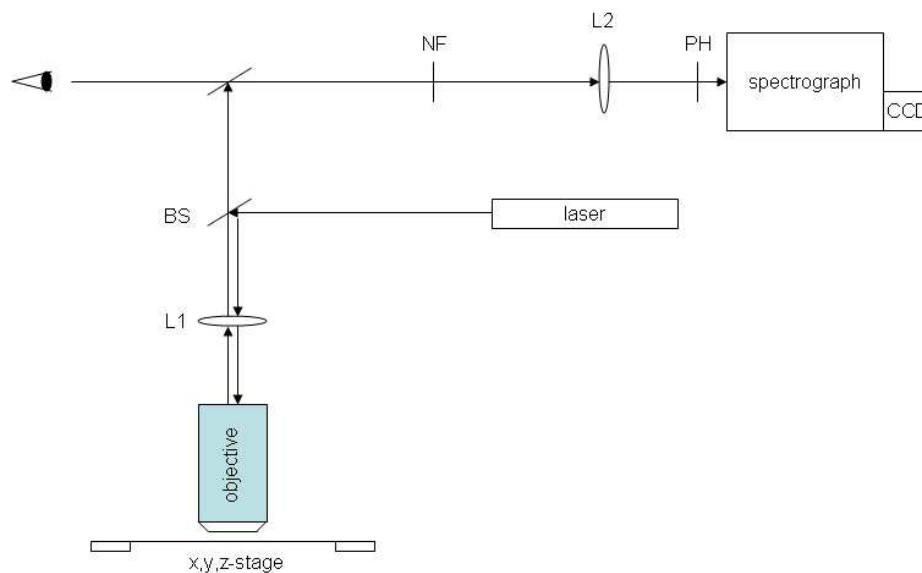 L2
NF
PH
spectrograph
CCD
BS
laser
L1
objective
x,y,z-stage